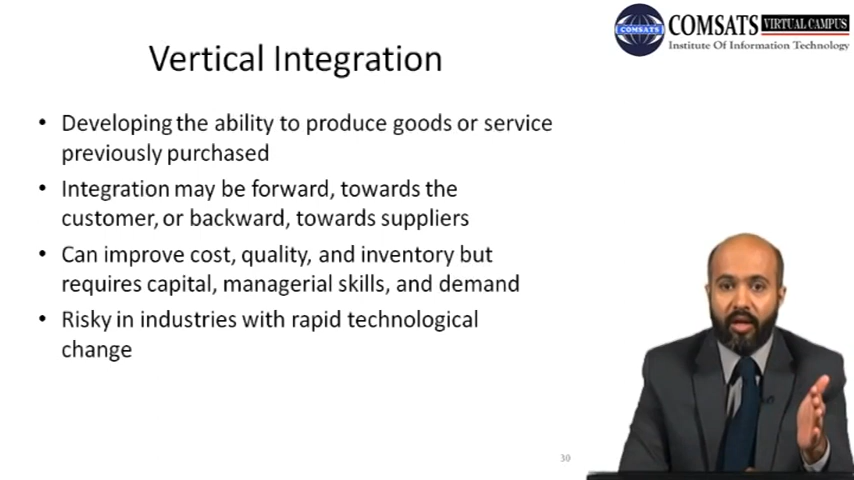 COMSATS VIRTUAL CAMPUS
COMSATS
Institute Of Information Technology
Vertical Integration
• Developing the ability to produce goods or service
previously purchased
• Integration may be forward, towards the
customer, or backward, towards suppliers
• Can improve cost, quality, and inventory but
requires capital, managerial skills, and demand
• Risky in industries with rapid technological
change
30